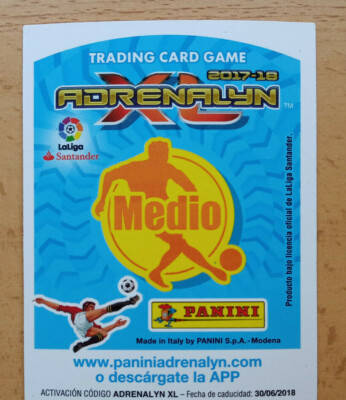 TRADING CARD GAME
XL 2017-18
ADRENALYN TM
LaLiga
Santander
Medio
PANINI
Made in Italy by PANINI S.p.A.-Modena
Producto bajo licencia oficial de LaLiga Santander.
www.paniniadrenalyn.com
o descárgate la APP
ACTIVACIÓN CÓDIGO ADRENALYN XL – Fecha de caducidad: 30/06/2018